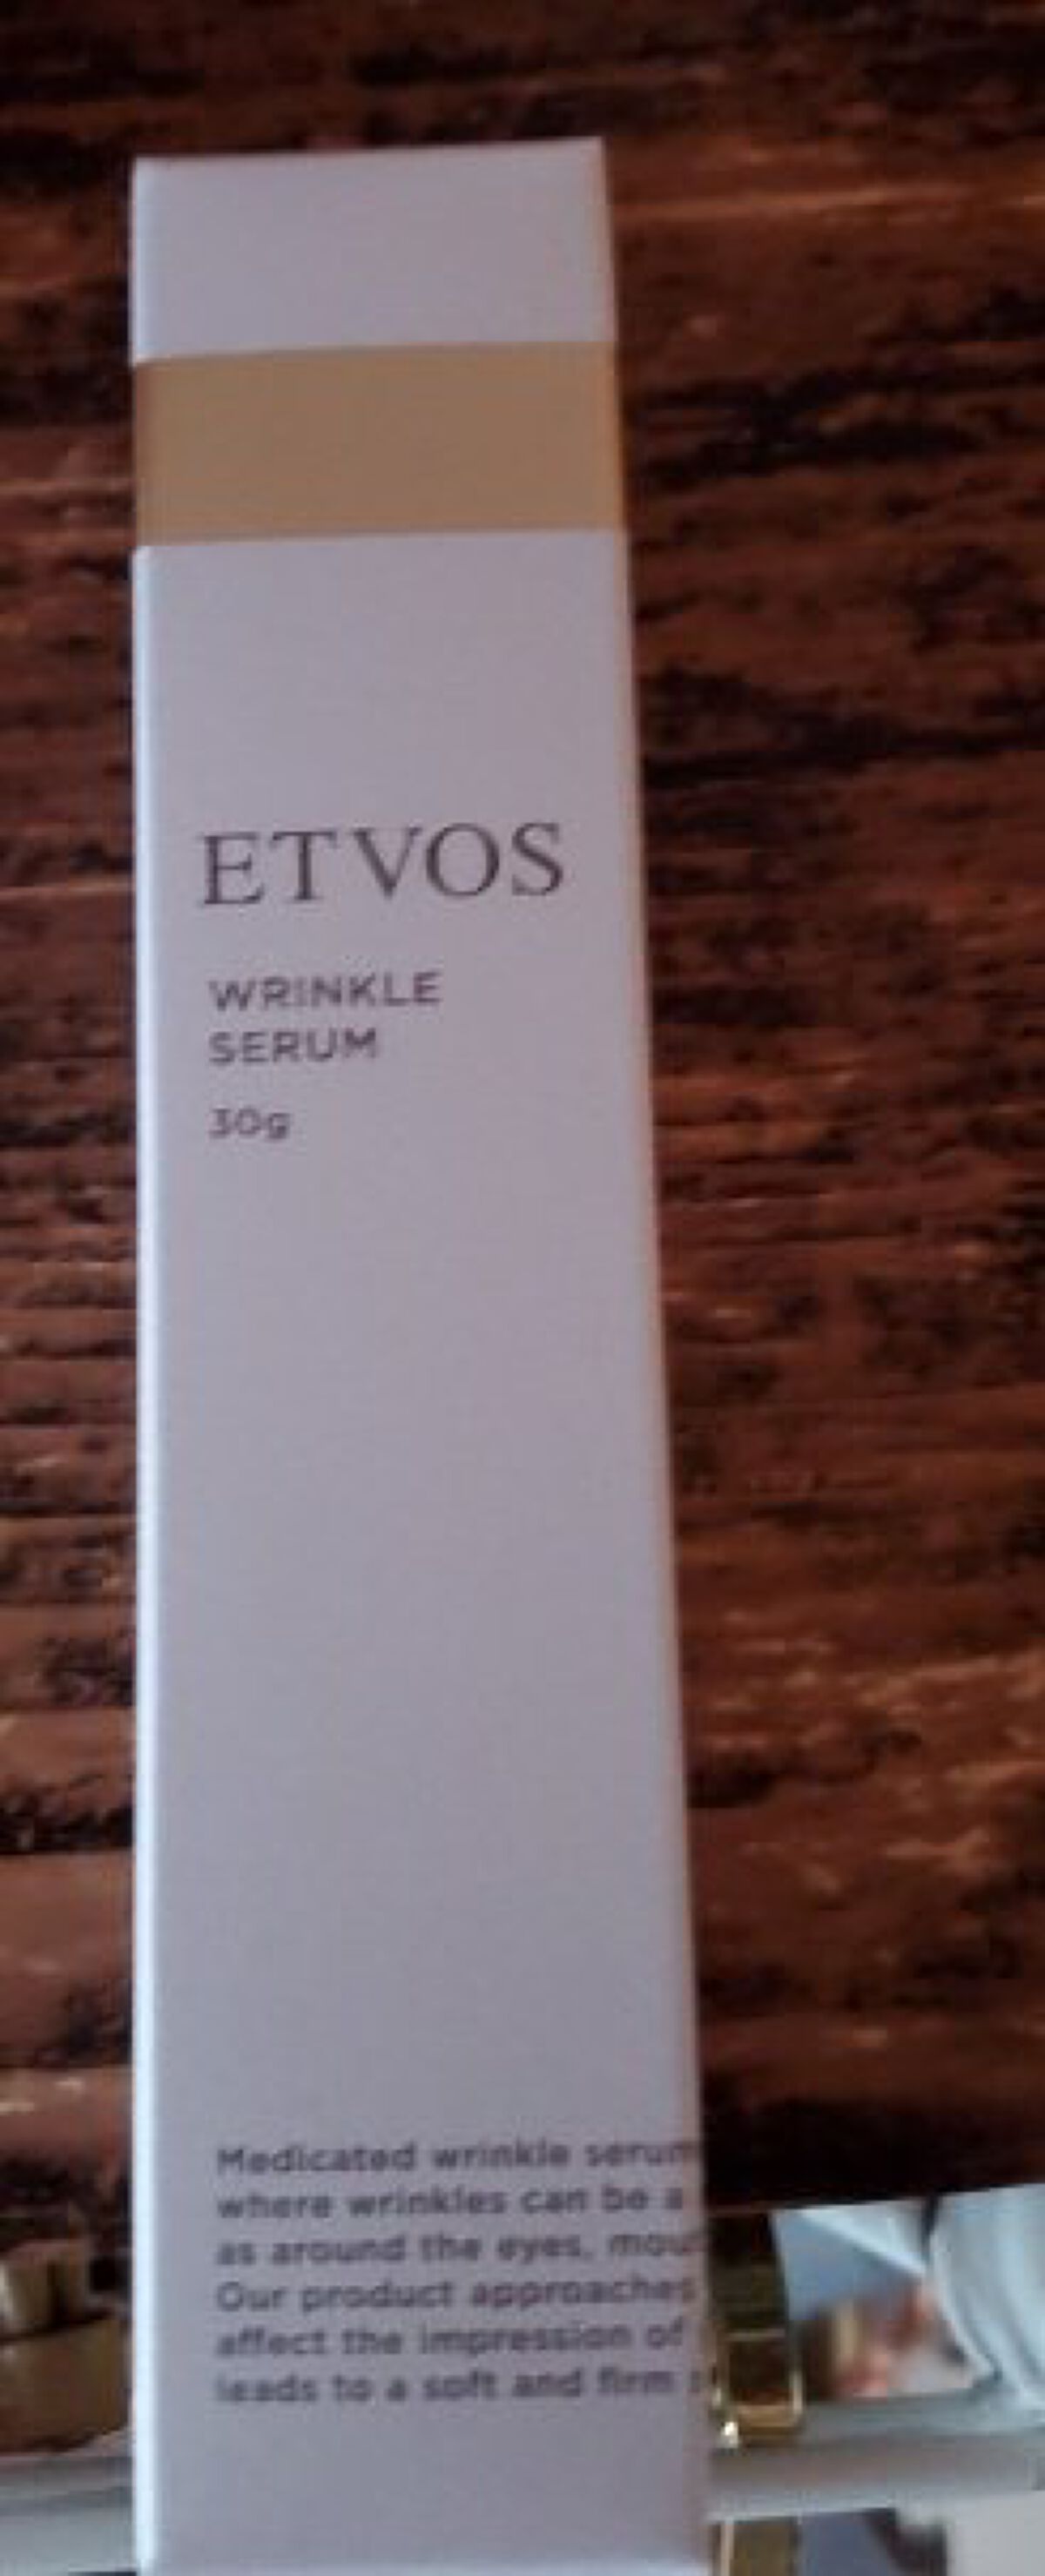 ETVOS
WRINKLE
SERUM
30g
Medicated wrinkle serum
where wrinkles can be a
as around the eyes,
Our product approaches
affect the impression of
leads to a soft and firm